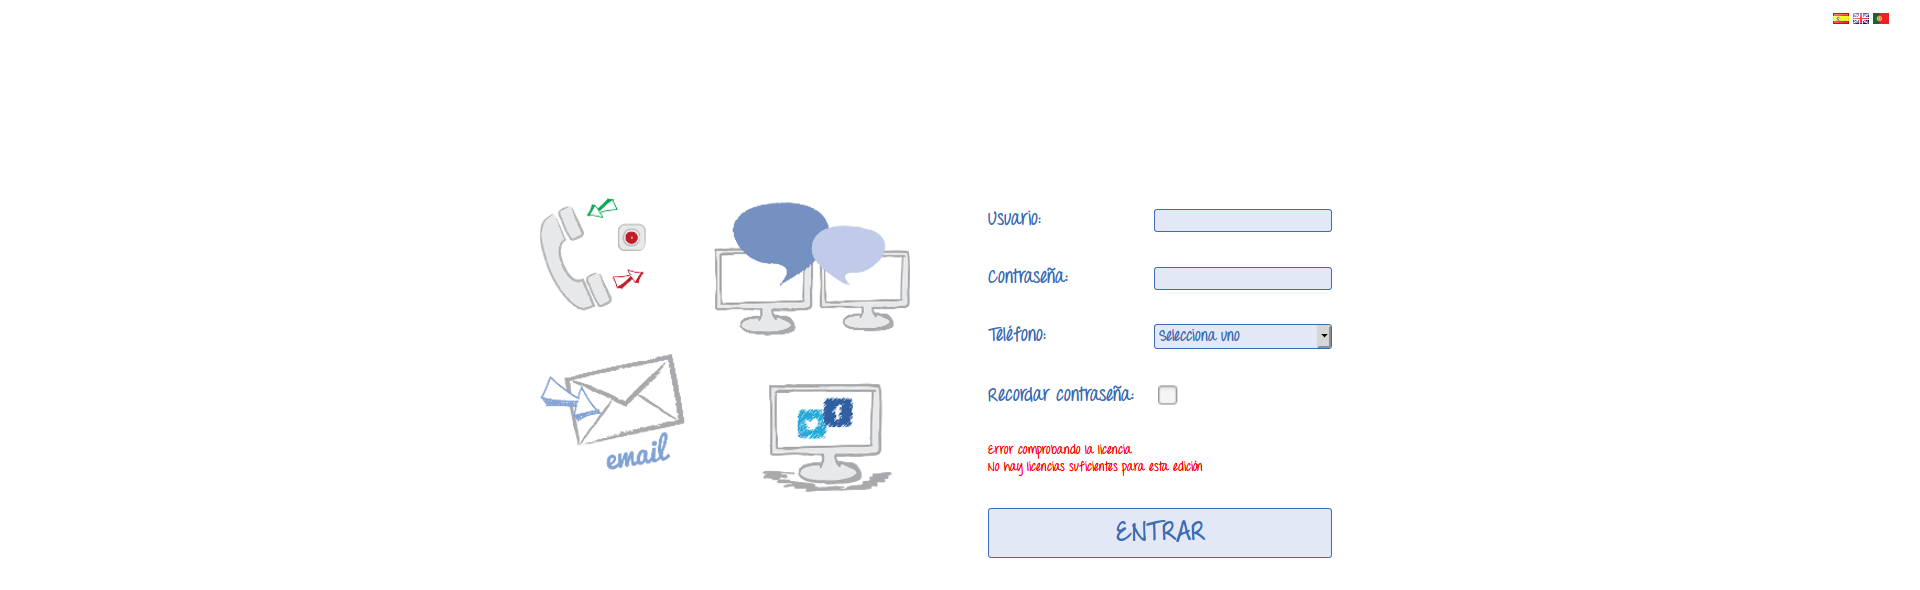 Usuario:
Contraseña:
Teléfono:
Selecciona uno
Recordar contraseña:
Error comprobando la licencia
No hay licencias suficientes para esta edición
ENTRAR
email